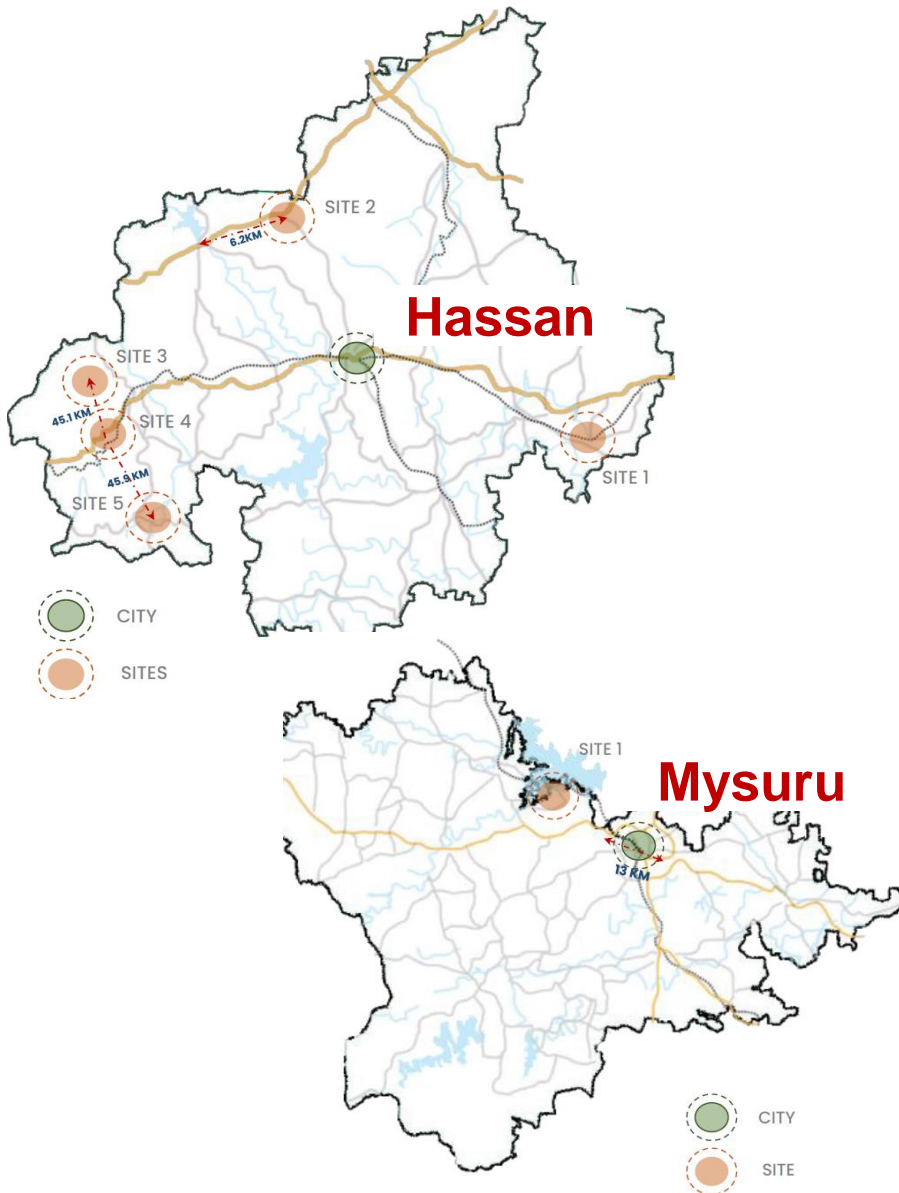 SITE 2
6.2KM
Hassan
SITE 3
45.1 KM
SITE 4
45.9 KM
SITE 1
SITE 5
CITY
SITES
SITE 1
Mysuru
13 KM
CITY
SITE